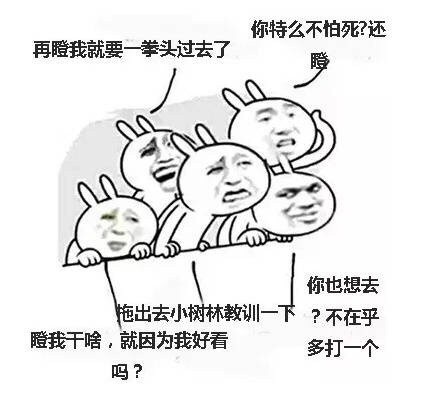 你特么不怕死?还
瞪
再瞪我就要一拳头过去了
拖出去小树林教训一下
瞪我干啥，就因为我好看
吗？
你也想去
？不在乎
多打一个